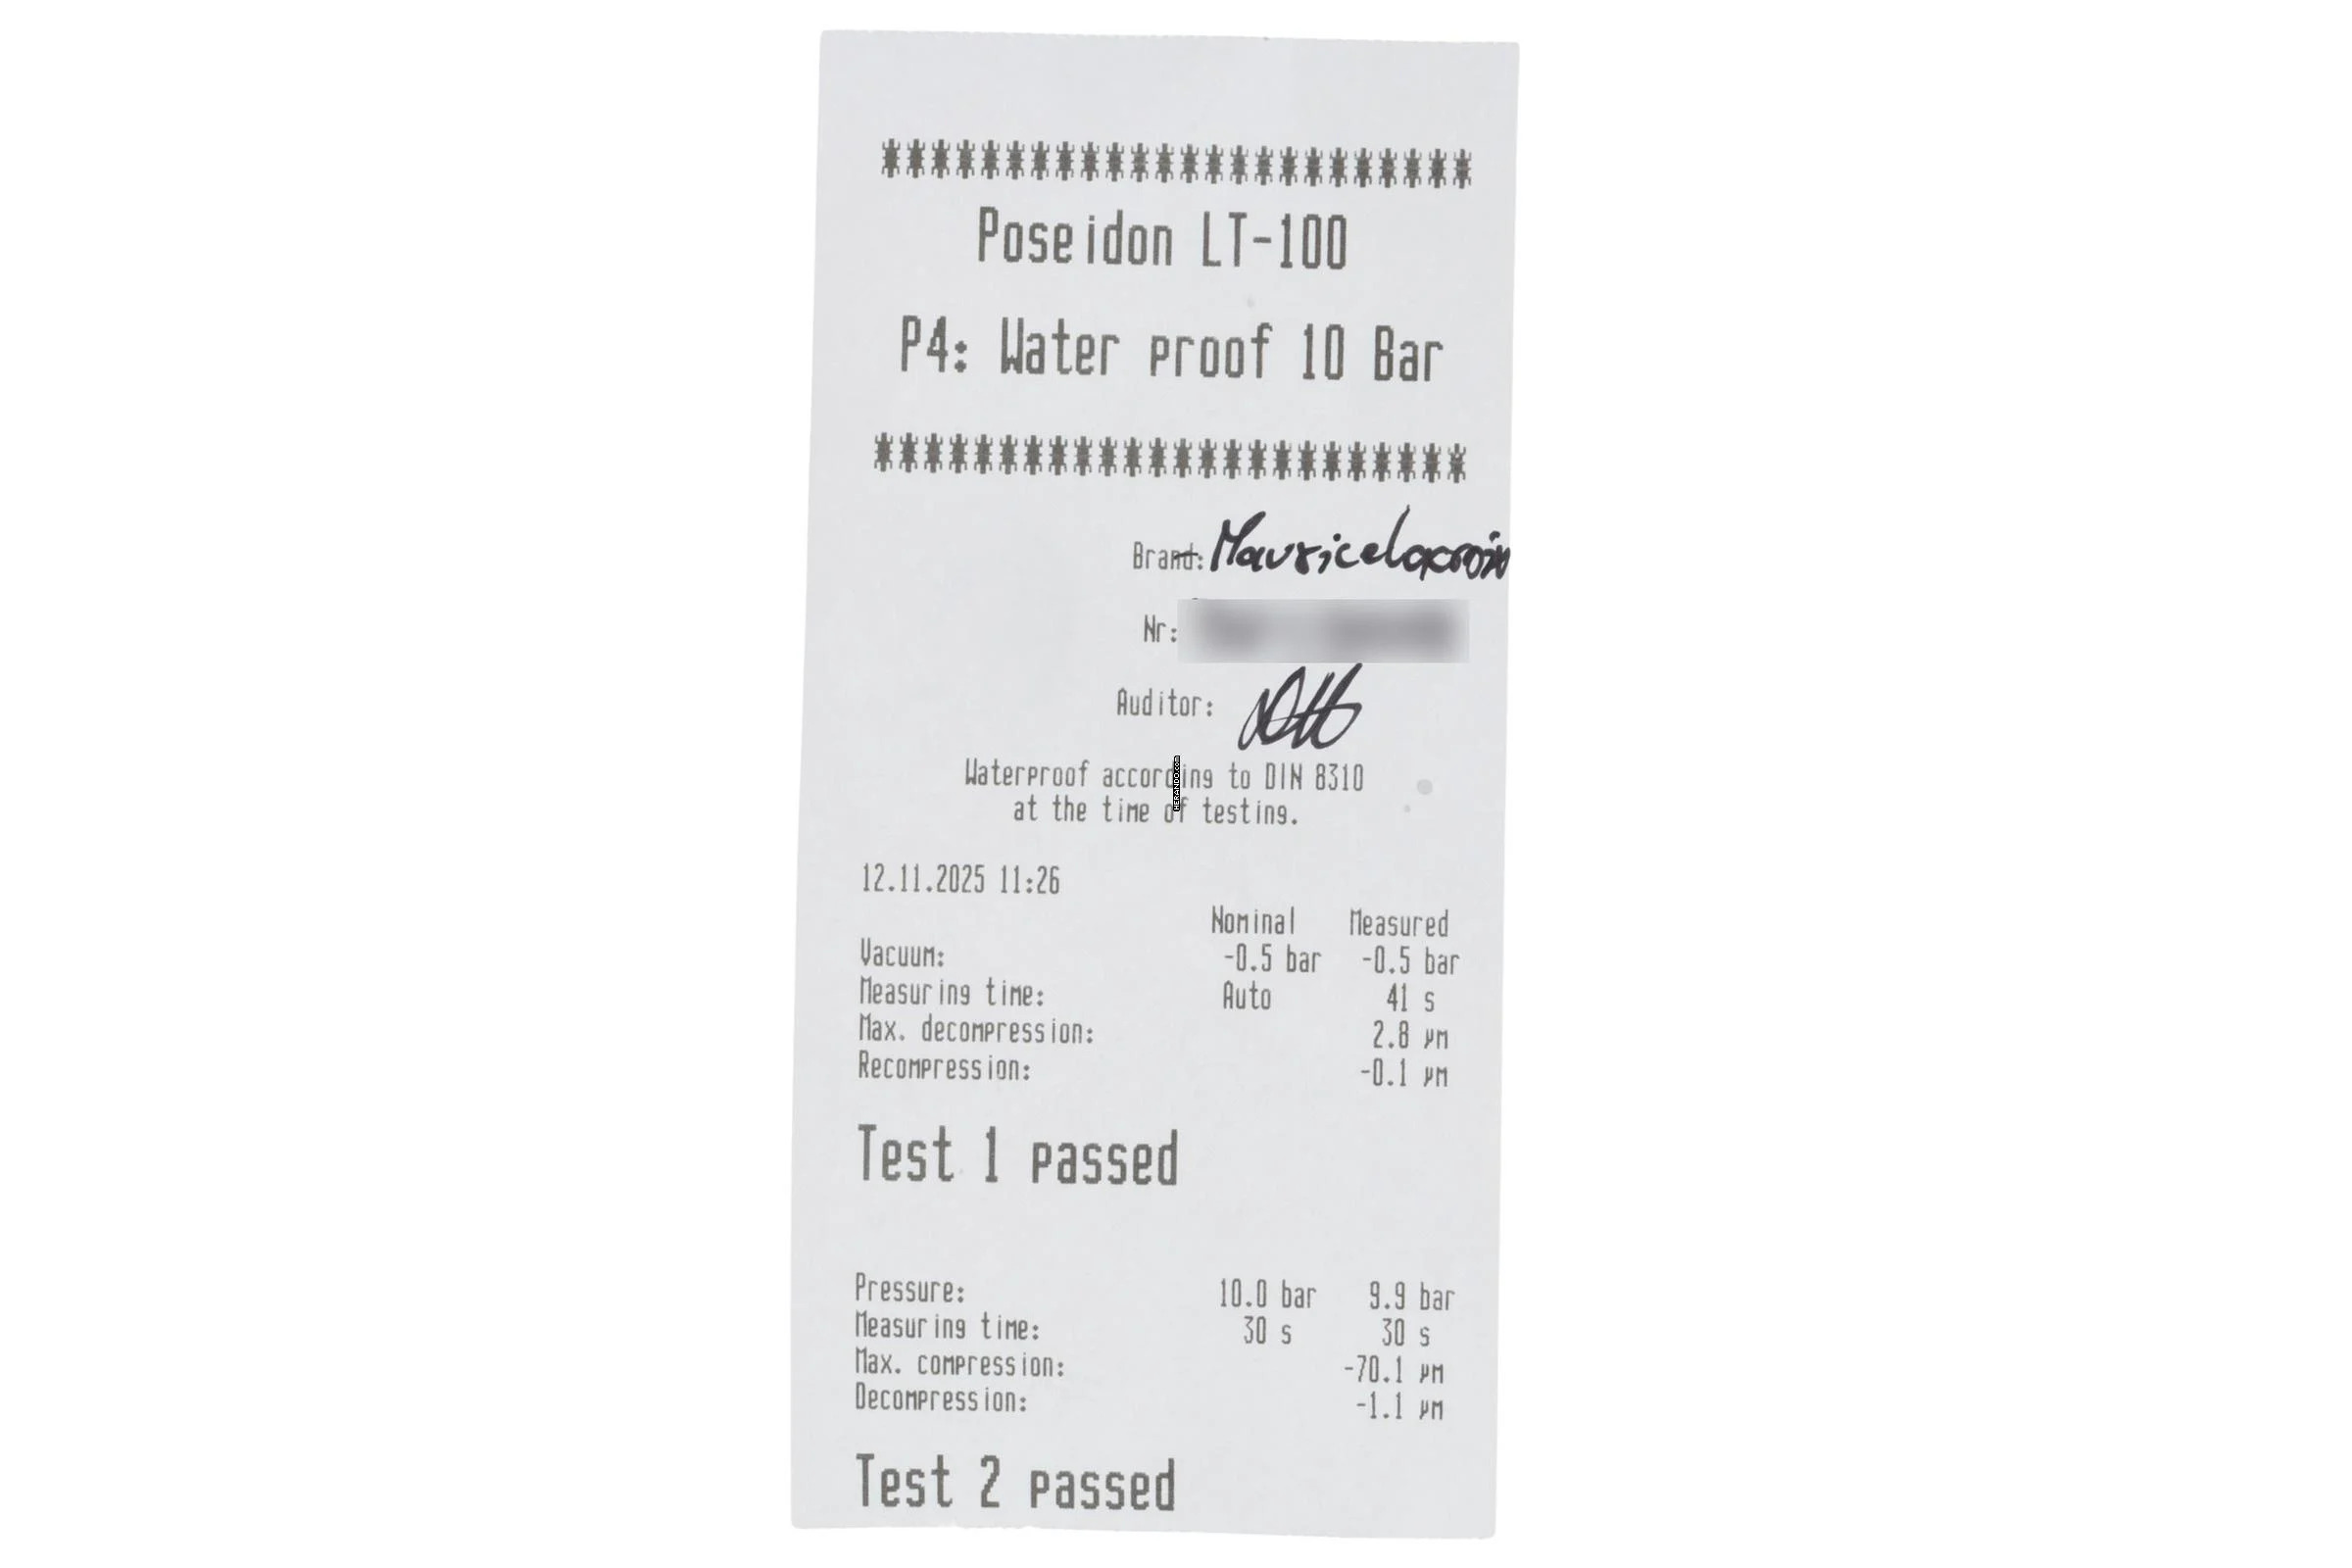 ************************
Poseidon LT-100
P4: Water proof 10 Bar
************************
Brand: Mauricelacroix
Nr:
Auditor:
Waterproof according to DIN 8310
at the time of testing.
HERANDO.com
12.11.2025 11:26
Nominal Measured
Vacuum: -0.5 bar -0.5 bar
Measuring time: Auto 41 s
Max. decompression: 2.8 µm
Recompression: -0.1 µm
Test 1 passed
Pressure: 10.0 bar 9.9 bar
Measuring time: 30 s 30 s
Max. compression: -70.1 µm
Decompression: -1.1 µm
Test 2 passed